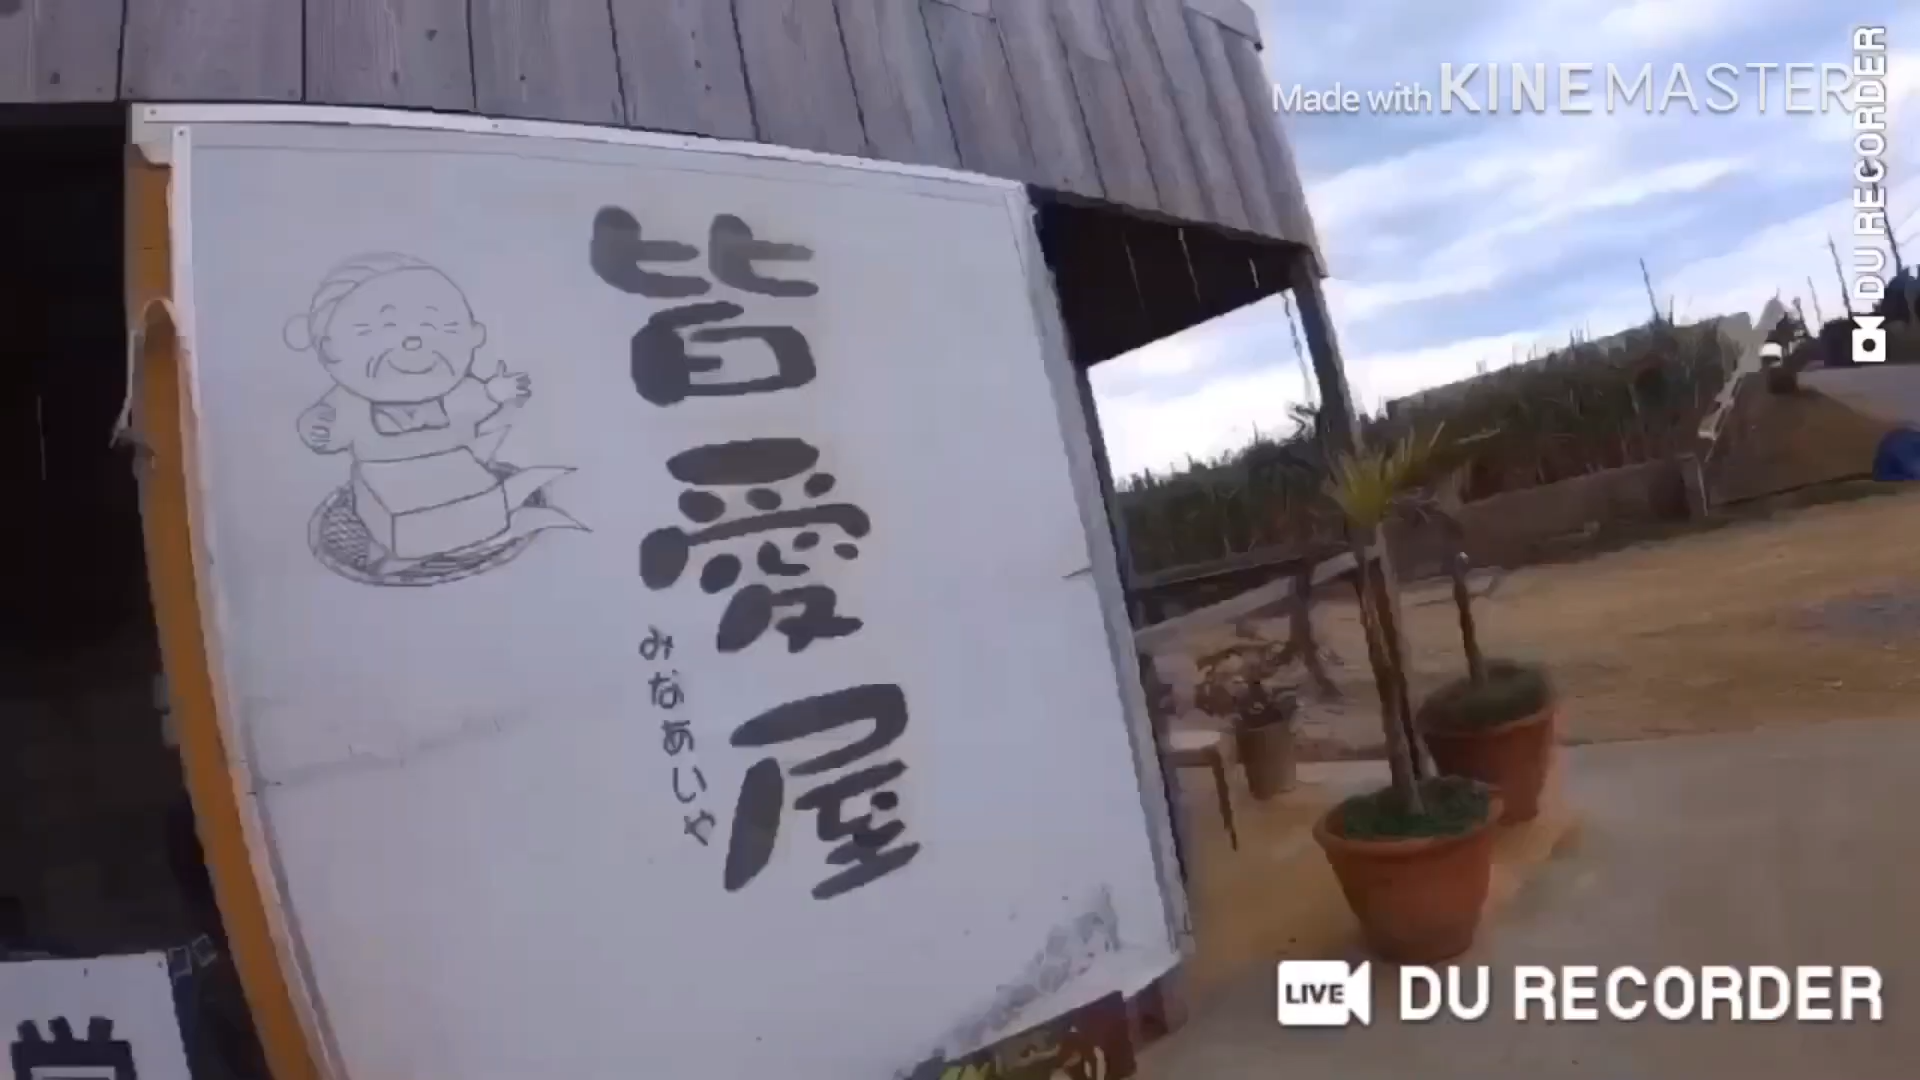 Made with KINEMASTER
DU RECORDER
皆愛屋
みなあいや
LIVE DU RECORDER